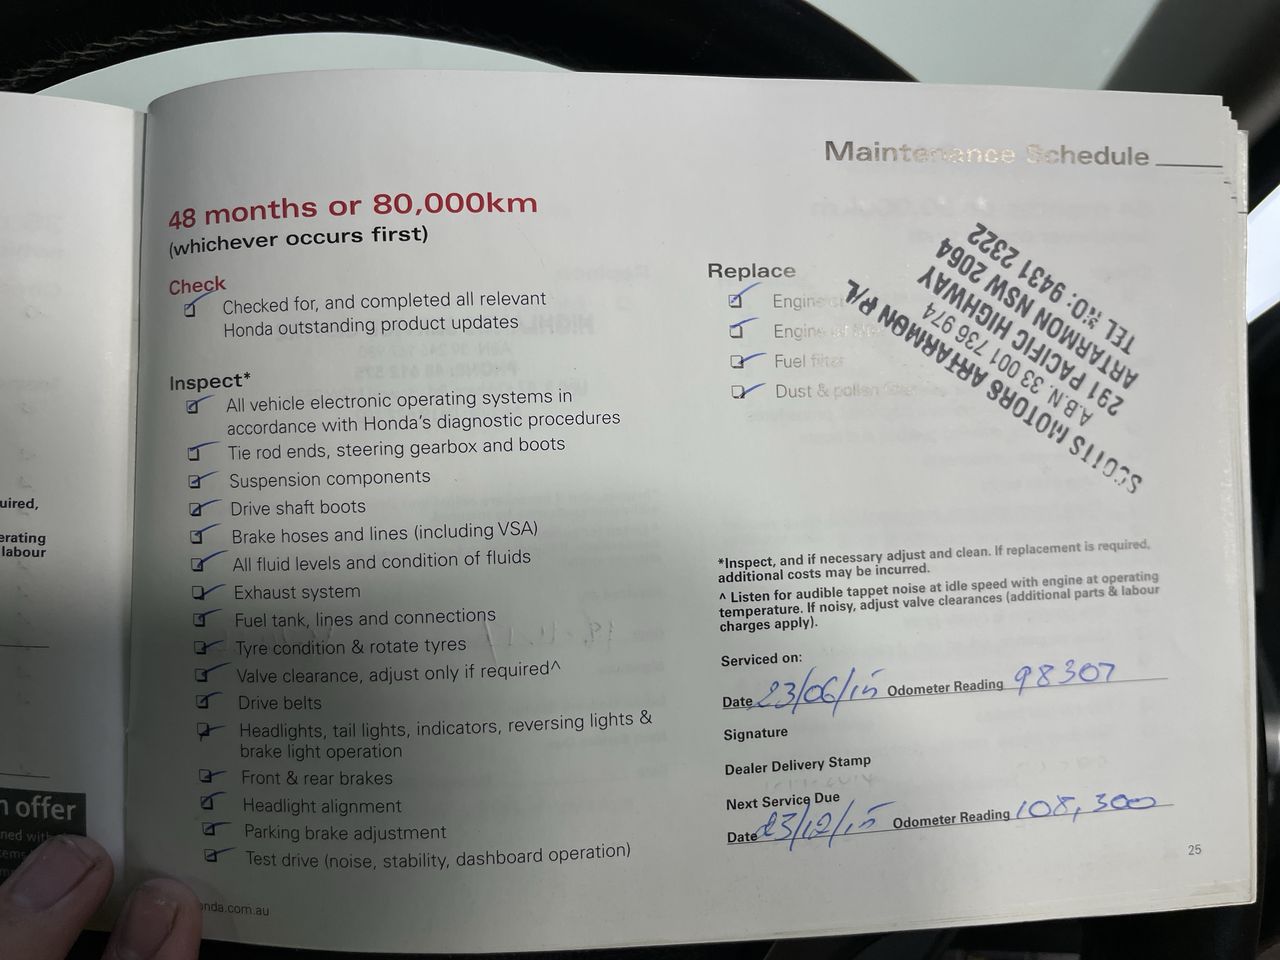 Maintenance Schedule
48 months or 80,000km
(whichever occurs first)
Check
Checked for, and completed all relevant
Honda outstanding product updates
Inspect*
All vehicle electronic operating systems in
accordance with Honda's diagnostic procedures
Tie rod ends, steering gearbox and boots
Suspension components
Drive shaft boots
Brake hoses and lines (including VSA)
All fluid levels and condition of fluids
Exhaust system
Fuel tank, lines and connections
Tyre condition & rotate tyres
Valve clearance, adjust only if required^
Drive belts
Headlights, tail lights, indicators, reversing lights &
brake light operation
Front & rear brakes
Headlight alignment
Parking brake adjustment
Test drive (noise, stability, dashboard operation)
Replace
Engine
Engine oil
Fuel filter
Dust & pollen
SCOTTS MOTORS ARTARMON P/L
A.B.N. 33 001 736 974
291 PACIFIC HIGHWAY
ARTARMON NSW 2064
TEL NO: 9431 2322
*Inspect, and if necessary adjust and clean. If replacement is required,
additional costs may be incurred.
^ Listen for audible tappet noise at idle speed with engine at operating
temperature. If noisy, adjust valve clearances (additional parts & labour
charges apply).
Serviced on:
Date 23/06/15 Odometer Reading 98307
Signature
Dealer Delivery Stamp
Next Service Due
Date 23/12/15 Odometer Reading 108,300
25
nda.com.au
uired,
erating
labour
offer
ned with